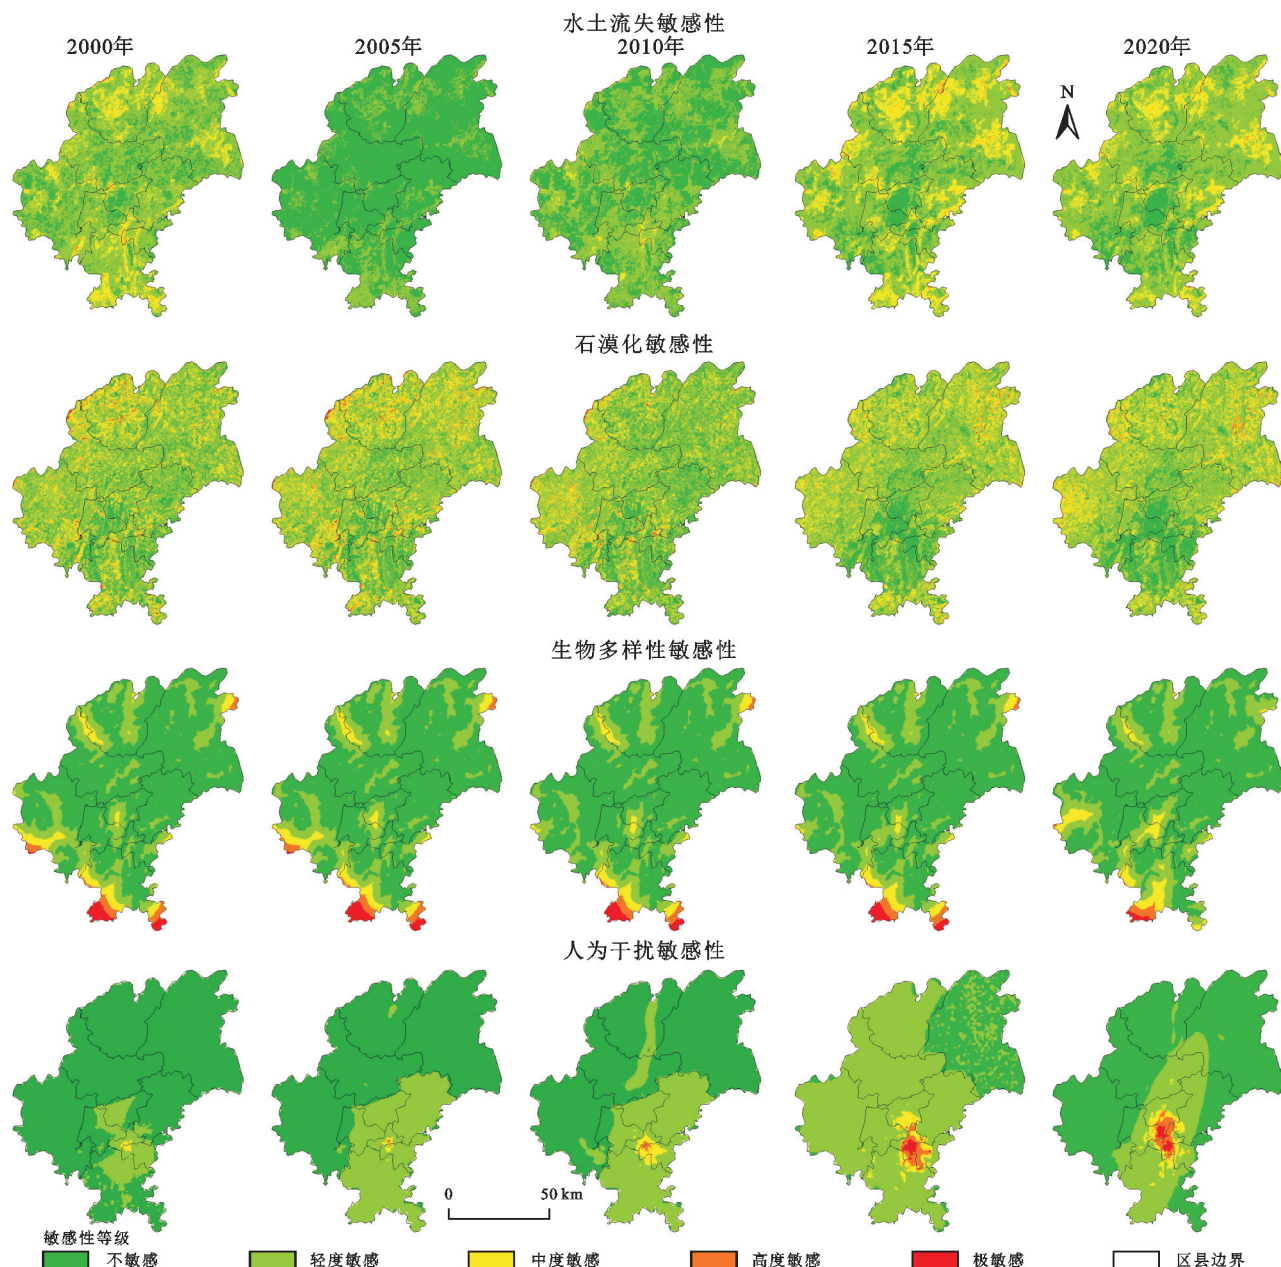 水土流失敏感性
2000年 2005年 2010年 2015年 2020年
N
石漠化敏感性
生物多样性敏感性
人为干扰敏感性
0 50 km
敏感性等级
不敏感 轻度敏感 中度敏感 高度敏感 极敏感 区县边界